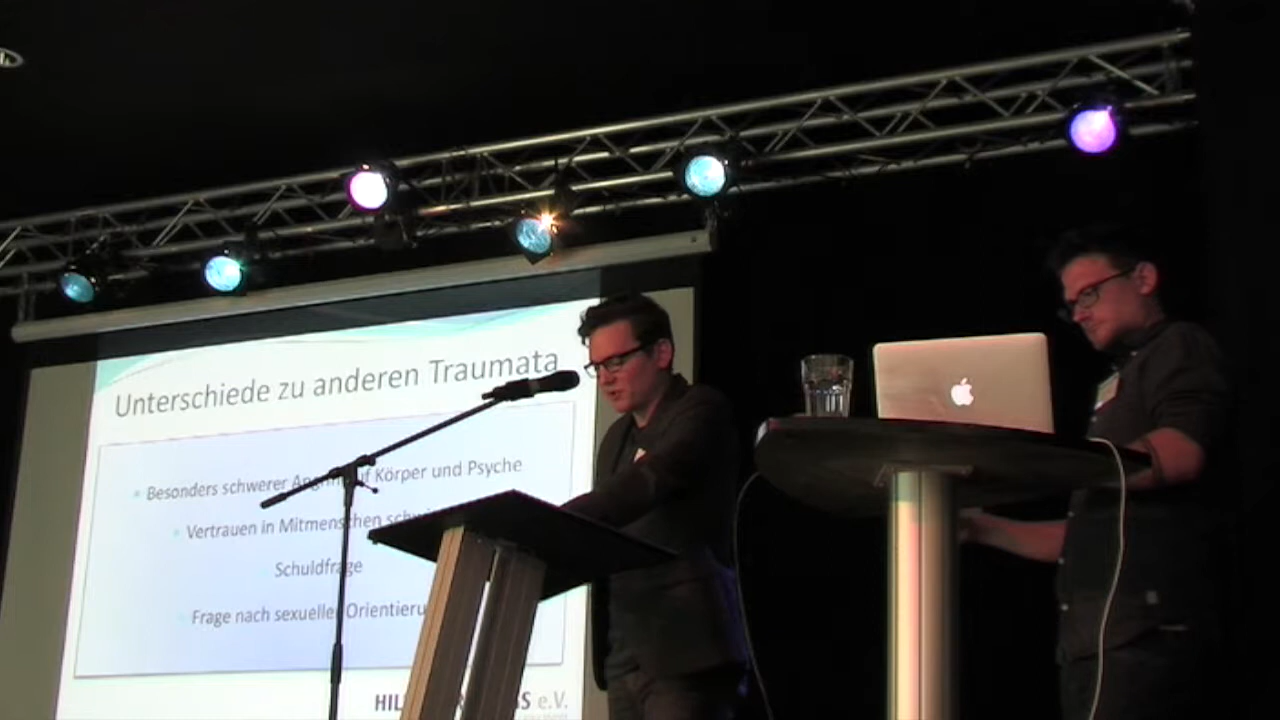 Unterschiede zu anderen Traumata
Besonders schwerer Angriff auf Körper und Psyche
Vertrauen in Mitmenschen
Schuldfrage
Frage nach sexueller
e.V.